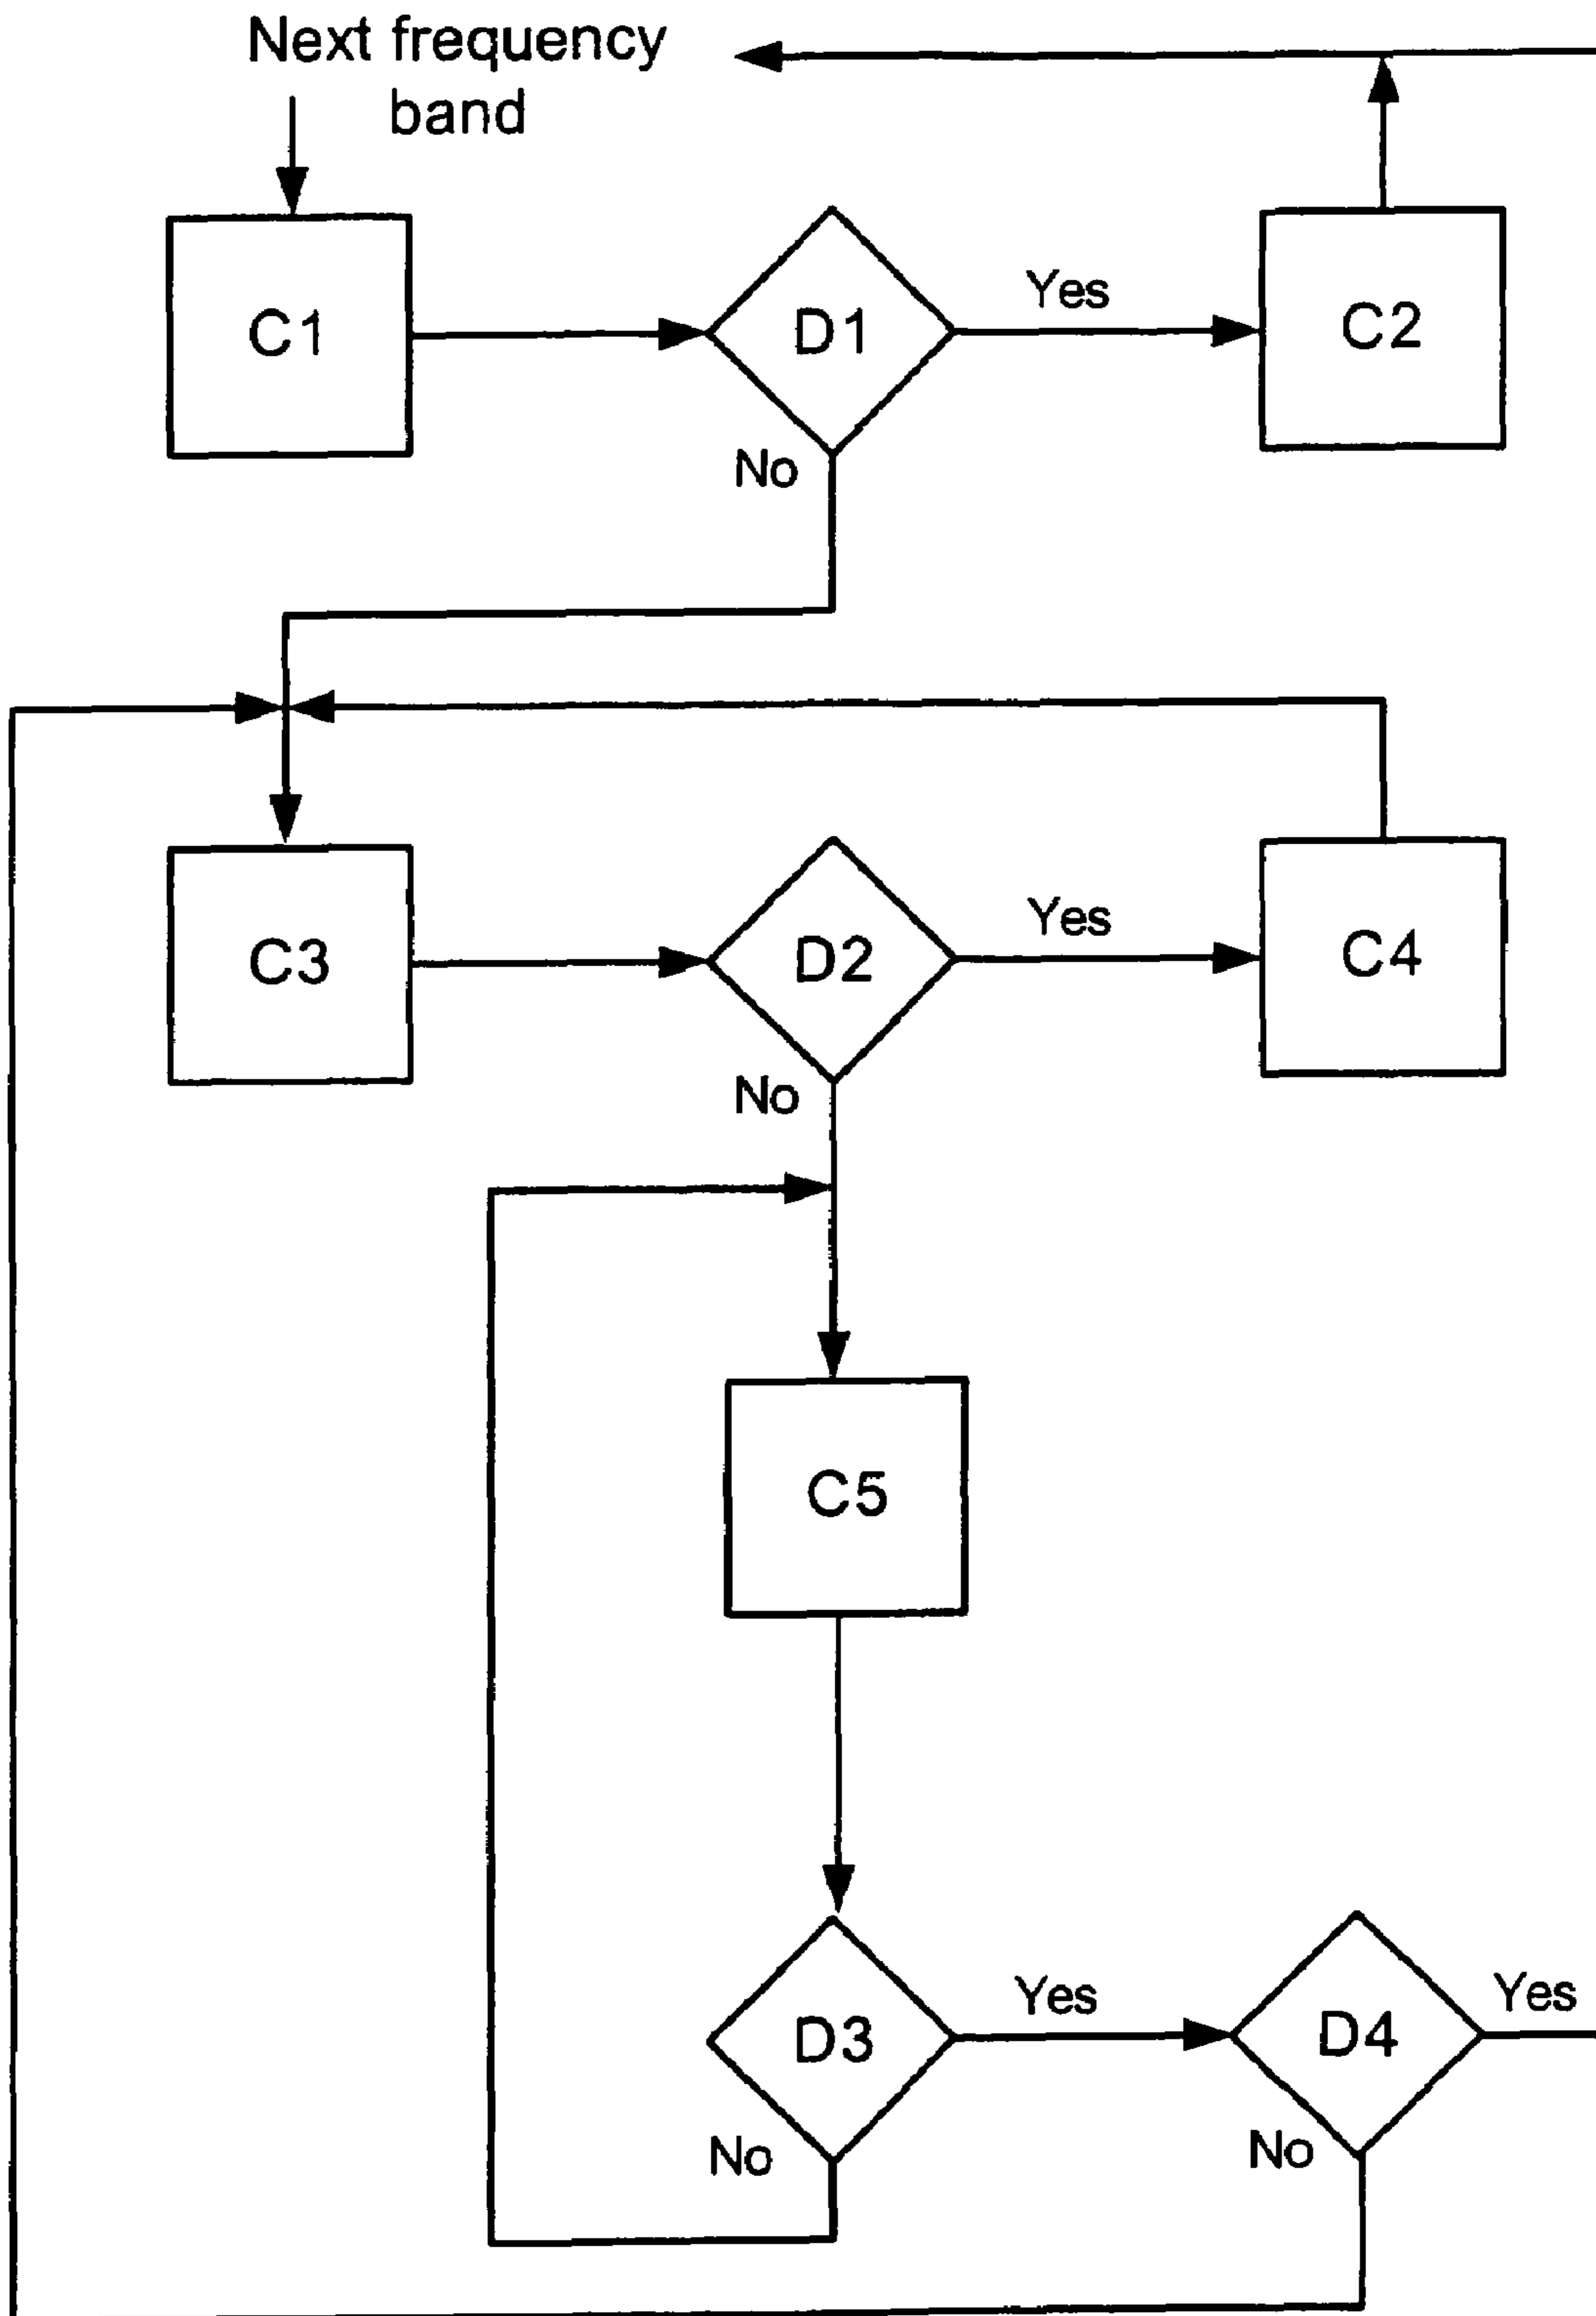 Next frequency
band
C1
D1
Yes
C2
No
C3
D2
Yes
C4
No
C5
D3
Yes
D4
Yes
No
No